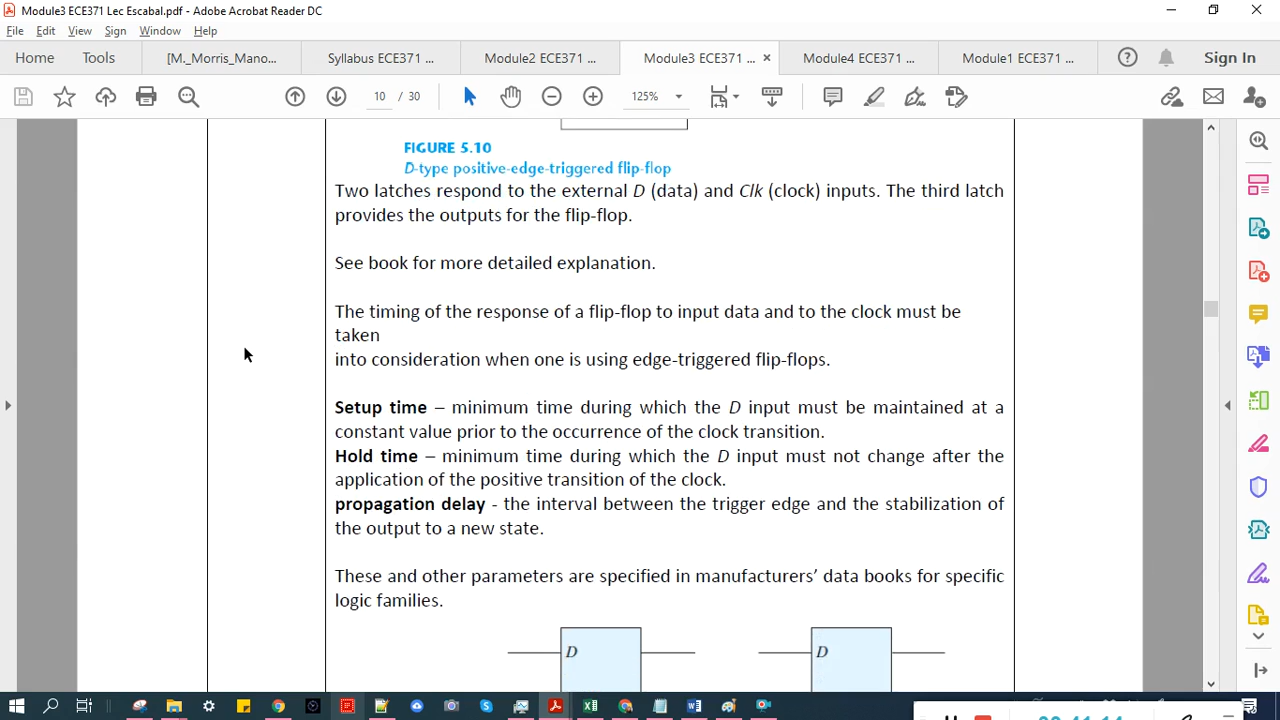 Module3 ECE371 Lec Escabal.pdf - Adobe Acrobat Reader DC
File Edit View Sign Window Help
Home Tools [M._Morris_Mano... Syllabus ECE371 ... Module2 ECE371 ... Module3 ECE371 ... Module4 ECE371 ... Module1 ECE371 ... Sign In
10 / 30 125%
FIGURE 5.10
D-type positive-edge-triggered flip-flop
Two latches respond to the external D (data) and Clk (clock) inputs. The third latch
provides the outputs for the flip-flop.
See book for more detailed explanation.
The timing of the response of a flip-flop to input data and to the clock must be
taken
into consideration when one is using edge-triggered flip-flops.
Setup time – minimum time during which the D input must be maintained at a
constant value prior to the occurrence of the clock transition.
Hold time – minimum time during which the D input must not change after the
application of the positive transition of the clock.
propagation delay - the interval between the trigger edge and the stabilization of
the output to a new state.
These and other parameters are specified in manufacturers’ data books for specific
logic families.
D D